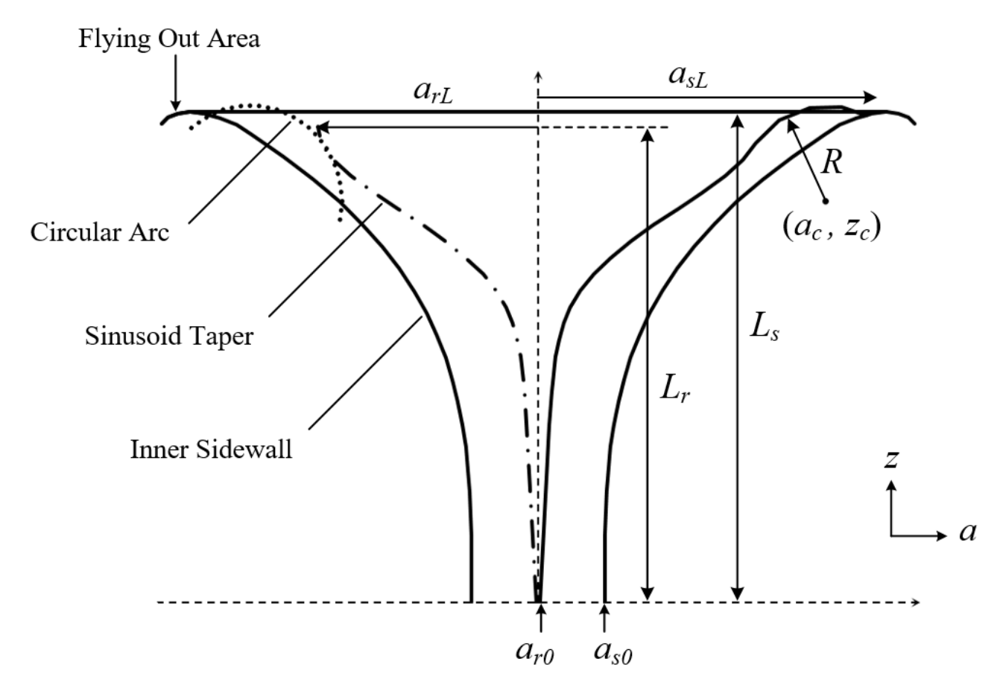 Flying Out Area
a_rL
a_sL
R
Circular Arc
(a_c , z_c)
Sinusoid Taper
L_s
L_r
Inner Sidewall
z
a
a_r0
a_s0